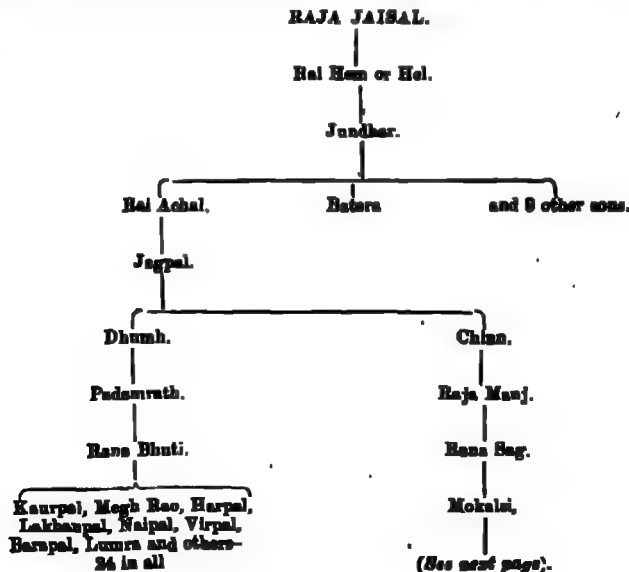 RAJA JAISAL.
Rai Hem or Hel.
Jundhar.
Rai Achal. Batera and 9 other sons.
Jagpal.
Dhumh. Chian.
Padamrath. Raja Manj.
Rana Bhuti. Rana Sag.
Kaurpal, Megh Rao, Harpal, Mokalsi,
Lakhanpal, Naipal, Virpal,
Barapal, Lumra and others—
24 in all (See next page).